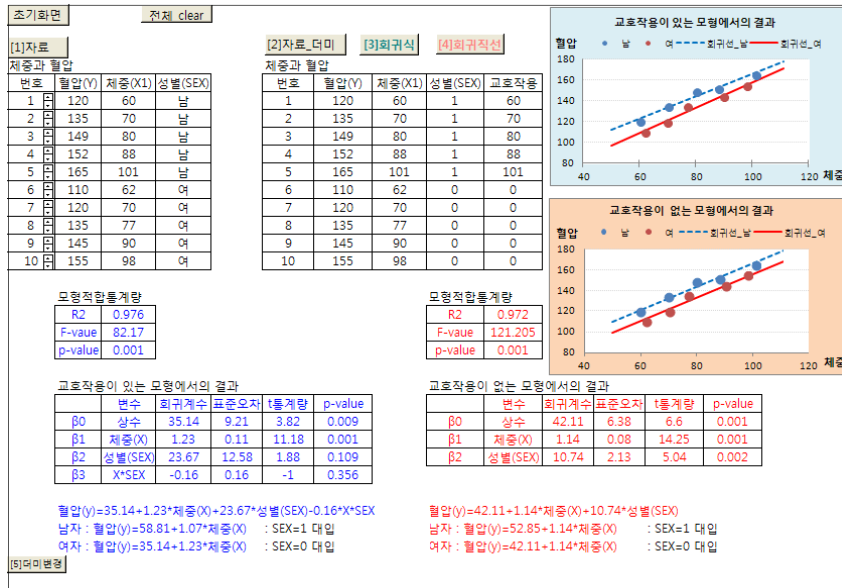 초기화면 전체 clear
[1]자료 [2]자료_더미 [3]회귀식 [4]회귀직선
체중과 혈압
번호 혈압(Y) 체중(X1) 성별(SEX)
1 120 60 남
2 135 70 남
3 149 80 남
4 152 88 남
5 165 101 남
6 110 62 여
7 120 70 여
8 135 77 여
9 145 90 여
10 155 98 여
체중과 혈압
번호 혈압(Y) 체중(X1) 성별(SEX) 교호작용
1 120 60 1 60
2 135 70 1 70
3 149 80 1 80
4 152 88 1 88
5 165 101 1 101
6 110 62 0 0
7 120 70 0 0
8 135 77 0 0
9 145 90 0 0
10 155 98 0 0
교호작용이 있는 모형에서의 결과
혈압 남 여 회귀선_남 회귀선_여
180
160
140
120
100
80
40 60 80 100 120 체중
교호작용이 없는 모형에서의 결과
혈압 남 여 회귀선_남 회귀선_여
180
160
140
120
100
80
40 60 80 100 120 체중
모형적합통계량
R2 0.976
F-vaue 82.17
p-value 0.001
모형적합통계량
R2 0.972
F-vaue 121.205
p-value 0.001
교호작용이 있는 모형에서의 결과
변수 회귀계수 표준오차 t통계량 p-value
β0 상수 35.14 9.21 3.82 0.009
β1 체중(X) 1.23 0.11 11.18 0.001
β2 성별(SEX) 23.67 12.58 1.88 0.109
β3 X*SEX -0.16 0.16 -1 0.356
혈압(y)=35.14+1.23*체중(X)+23.67*성별(SEX)-0.16*X*SEX
남자 : 혈압(y)=58.81+1.07*체중(X) : SEX=1 대입
여자 : 혈압(y)=35.14+1.23*체중(X) : SEX=0 대입
교호작용이 없는 모형에서의 결과
변수 회귀계수 표준오차 t통계량 p-value
β0 상수 42.11 6.38 6.6 0.001
β1 체중(X) 1.14 0.08 14.25 0.001
β2 성별(SEX) 10.74 2.13 5.04 0.002
혈압(y)=42.11+1.14*체중(X)+10.74*성별(SEX)
남자 : 혈압(y)=52.85+1.14*체중(X) : SEX=1 대입
여자 : 혈압(y)=42.11+1.14*체중(X) : SEX=0 대입
[5]더미변경